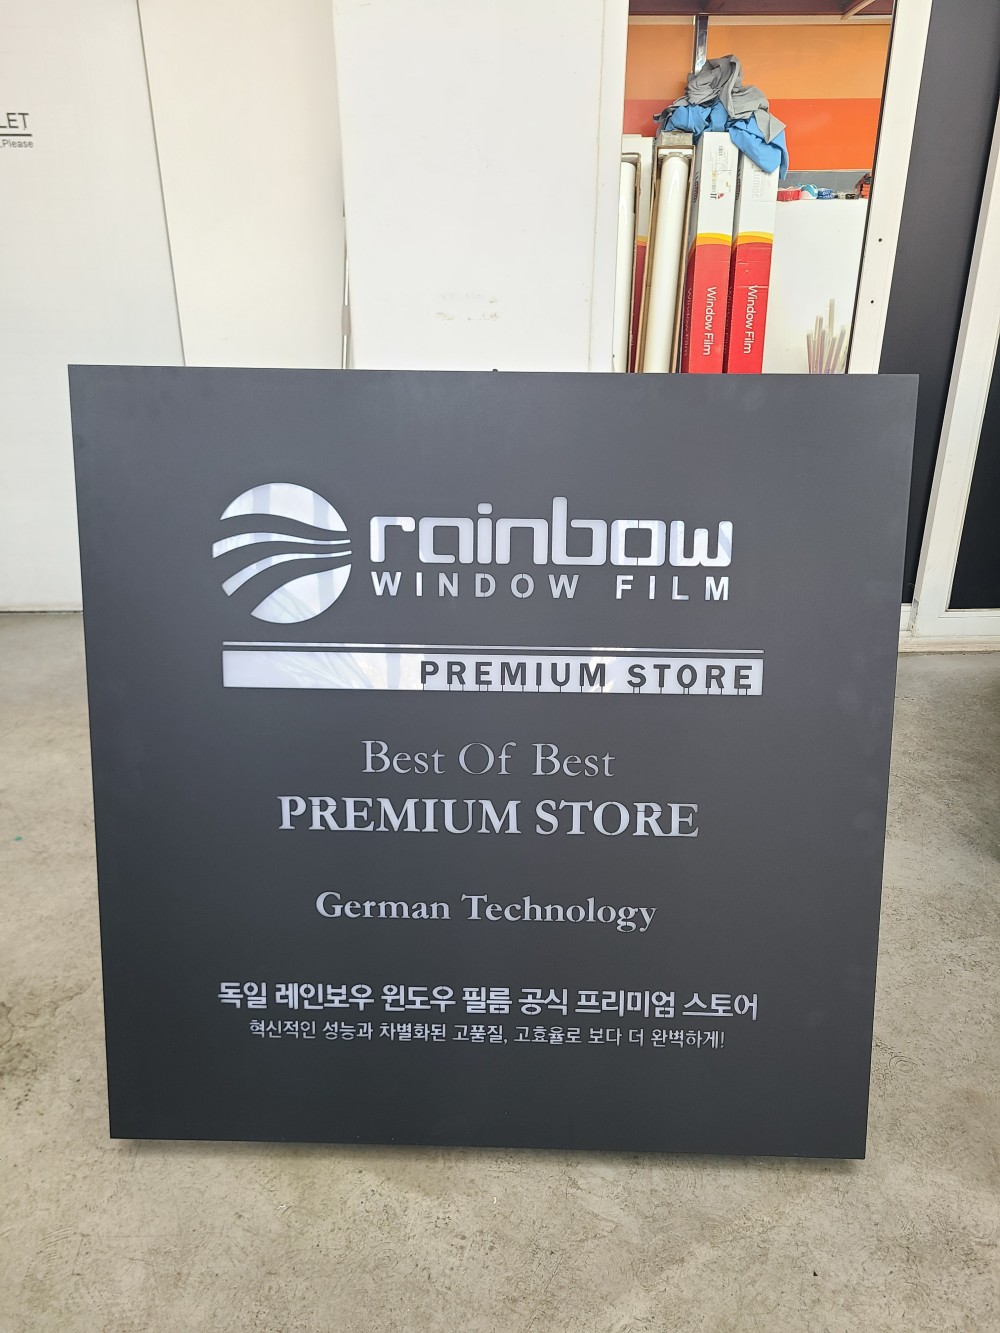 LET
,Please
Window Film
Window Film
rainbow
WINDOW FILM
PREMIUM STORE
Best Of Best
PREMIUM STORE
German Technology
독일 레인보우 윈도우 필름 공식 프리미엄 스토어
혁신적인 성능과 차별화된 고품질, 고효율로 보다 더 완벽하게!